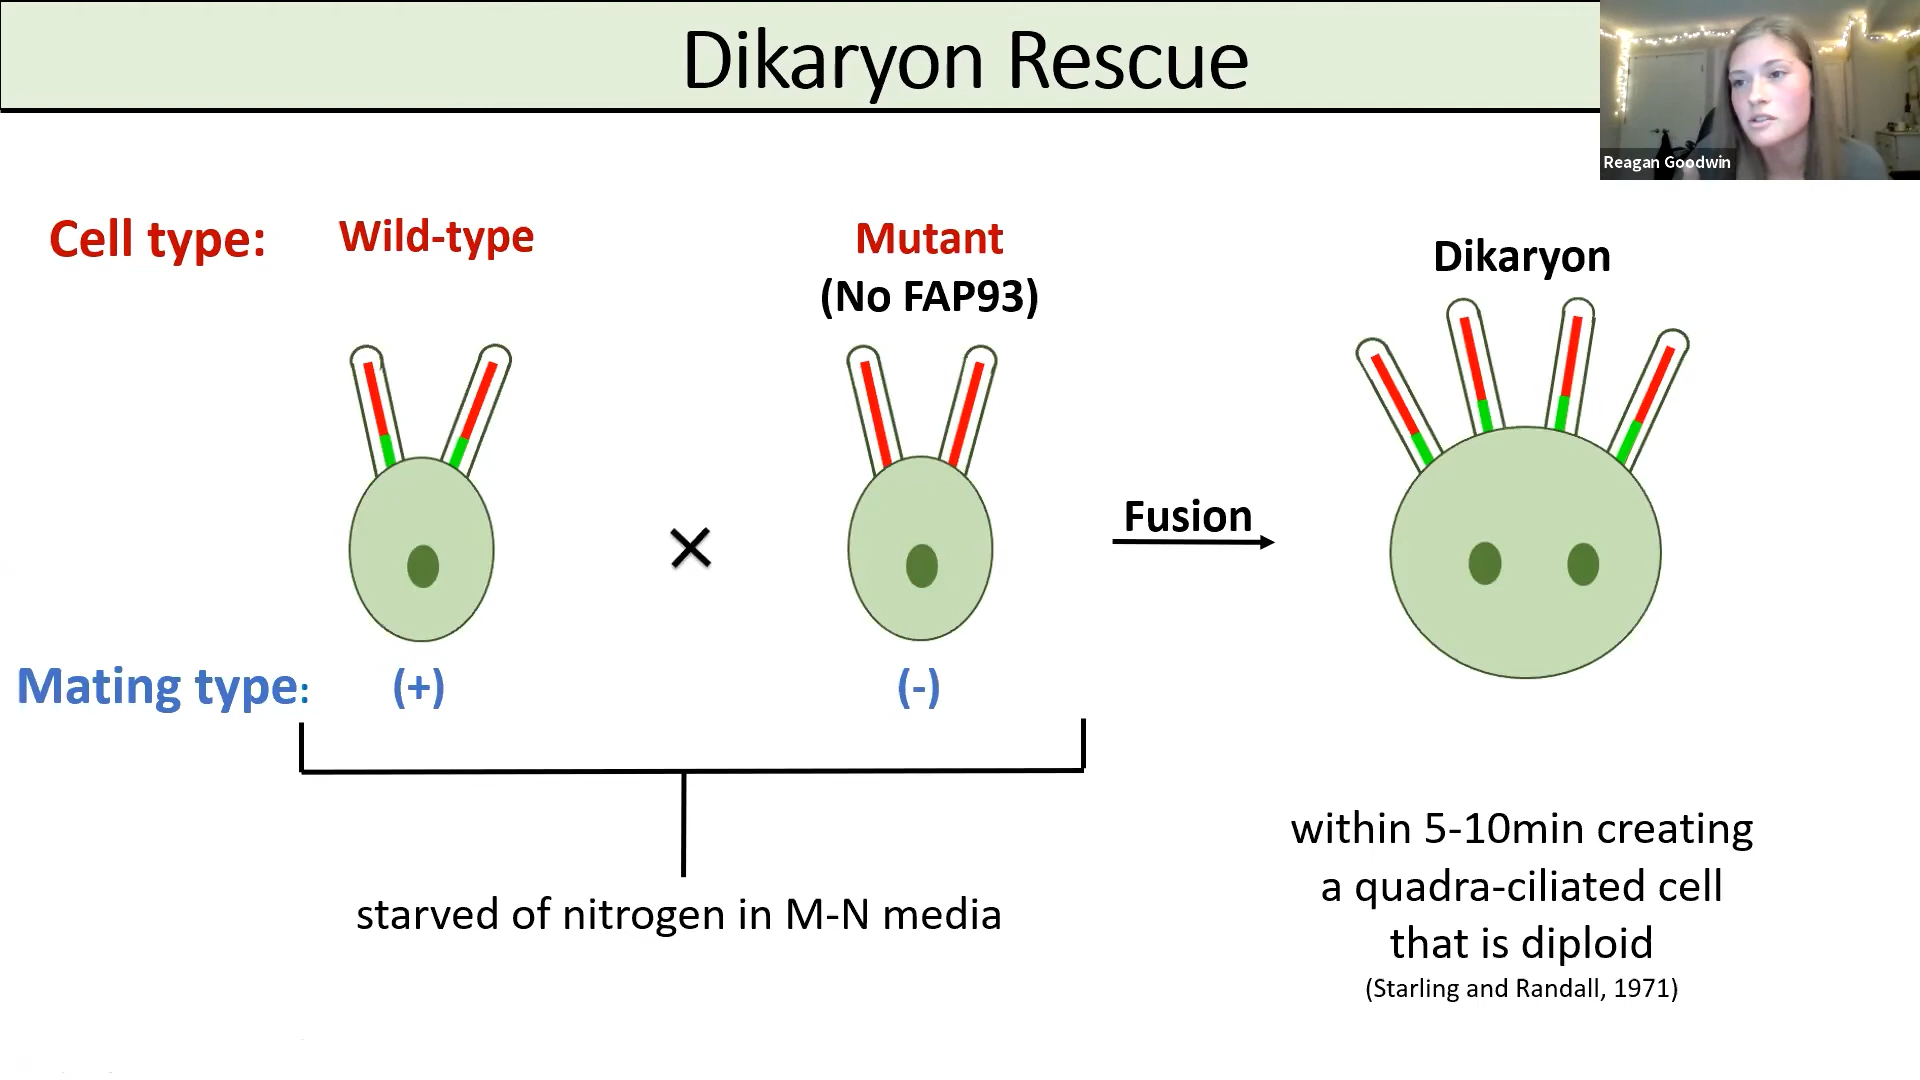 Dikaryon Rescue
Reagan Goodwin
Cell type:
Wild-type
Mutant
(No FAP93)
Dikaryon
Fusion
Mating type:
(+)
(-)
starved of nitrogen in M-N media
within 5-10min creating
a quadra-ciliated cell
that is diploid
(Starling and Randall, 1971)